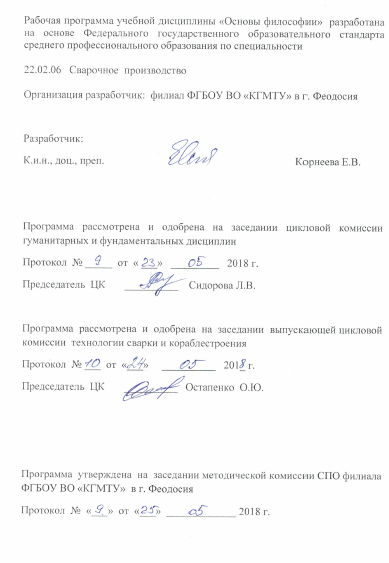 Рабочая программа учебной дисциплины «Основы философии» разработана
на основе Федерального государственного образовательного стандарта
среднего профессионального образования по специальности
22.02.06 Сварочное производство
Организация разработчик: филиал ФГБОУ ВО «КГМТУ» в г. Феодосия
Разработчик:
К.и.н., доц., преп. Корнеева Е.В.
Программа рассмотрена и одобрена на заседании цикловой комиссии
гуманитарных и фундаментальных дисциплин
Протокол № 9 от «23» 05 2018 г.
Председатель ЦК Сидорова Л.В.
Программа рассмотрена и одобрена на заседании выпускающей цикловой
комиссии технологии сварки и кораблестроения
Протокол № 10 от «24» 05 2018 г.
Председатель ЦК Остапенко О.Ю.
Программа утверждена на заседании методической комиссии СПО филиала
ФГБОУ ВО «КГМТУ» в г. Феодосия
Протокол № «9» от «25» 05 2018 г.